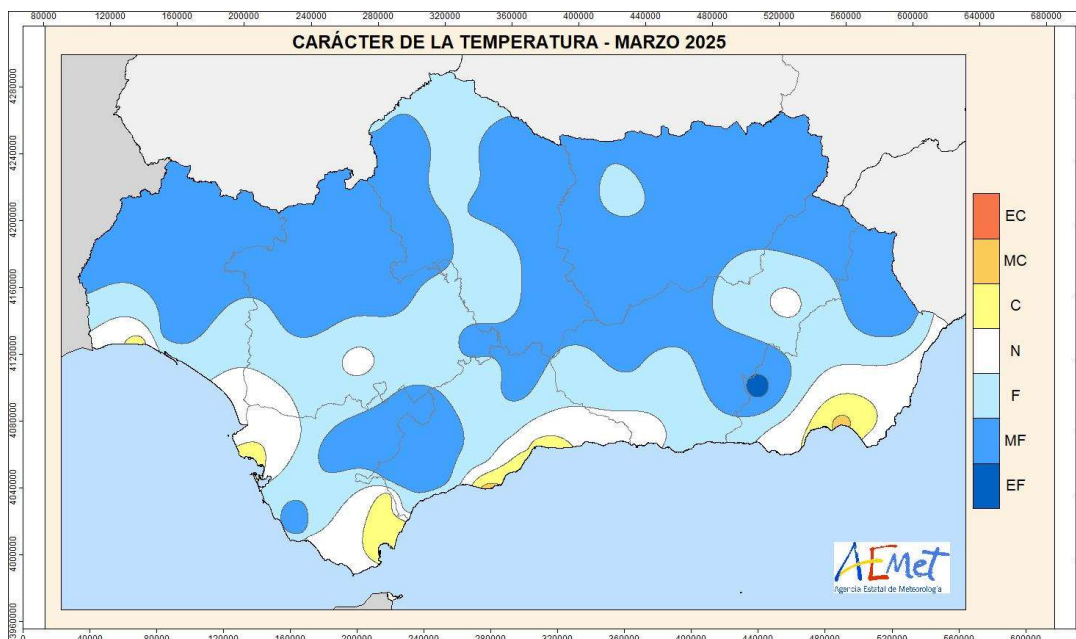 80000 120000 160000 200000 240000 280000 320000 360000 400000 440000 480000 520000 560000 600000 640000 680000
CARÁCTER DE LA TEMPERATURA - MARZO 2025
4280000
4240000
4200000
4160000
4120000
4080000
4040000
4000000
3960000
EC
MC
C
N
F
MF
EF
AEMet
Agencia Estatal de Meteorología
0 40000 80000 120000 160000 200000 240000 280000 320000 360000 400000 440000 480000 520000 560000 600000